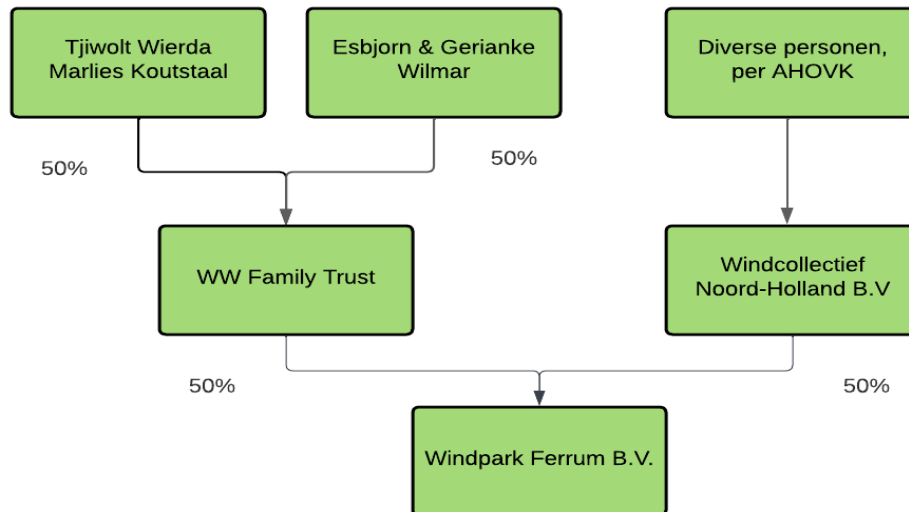 Tjiwolt Wierda
Marlies Koutstaal
Esbjorn & Gerianke
Wilmar
Diverse personen,
per AHOVK
50%
50%
WW Family Trust
Windcollectief
Noord-Holland B.V
50%
50%
Windpark Ferrum B.V.